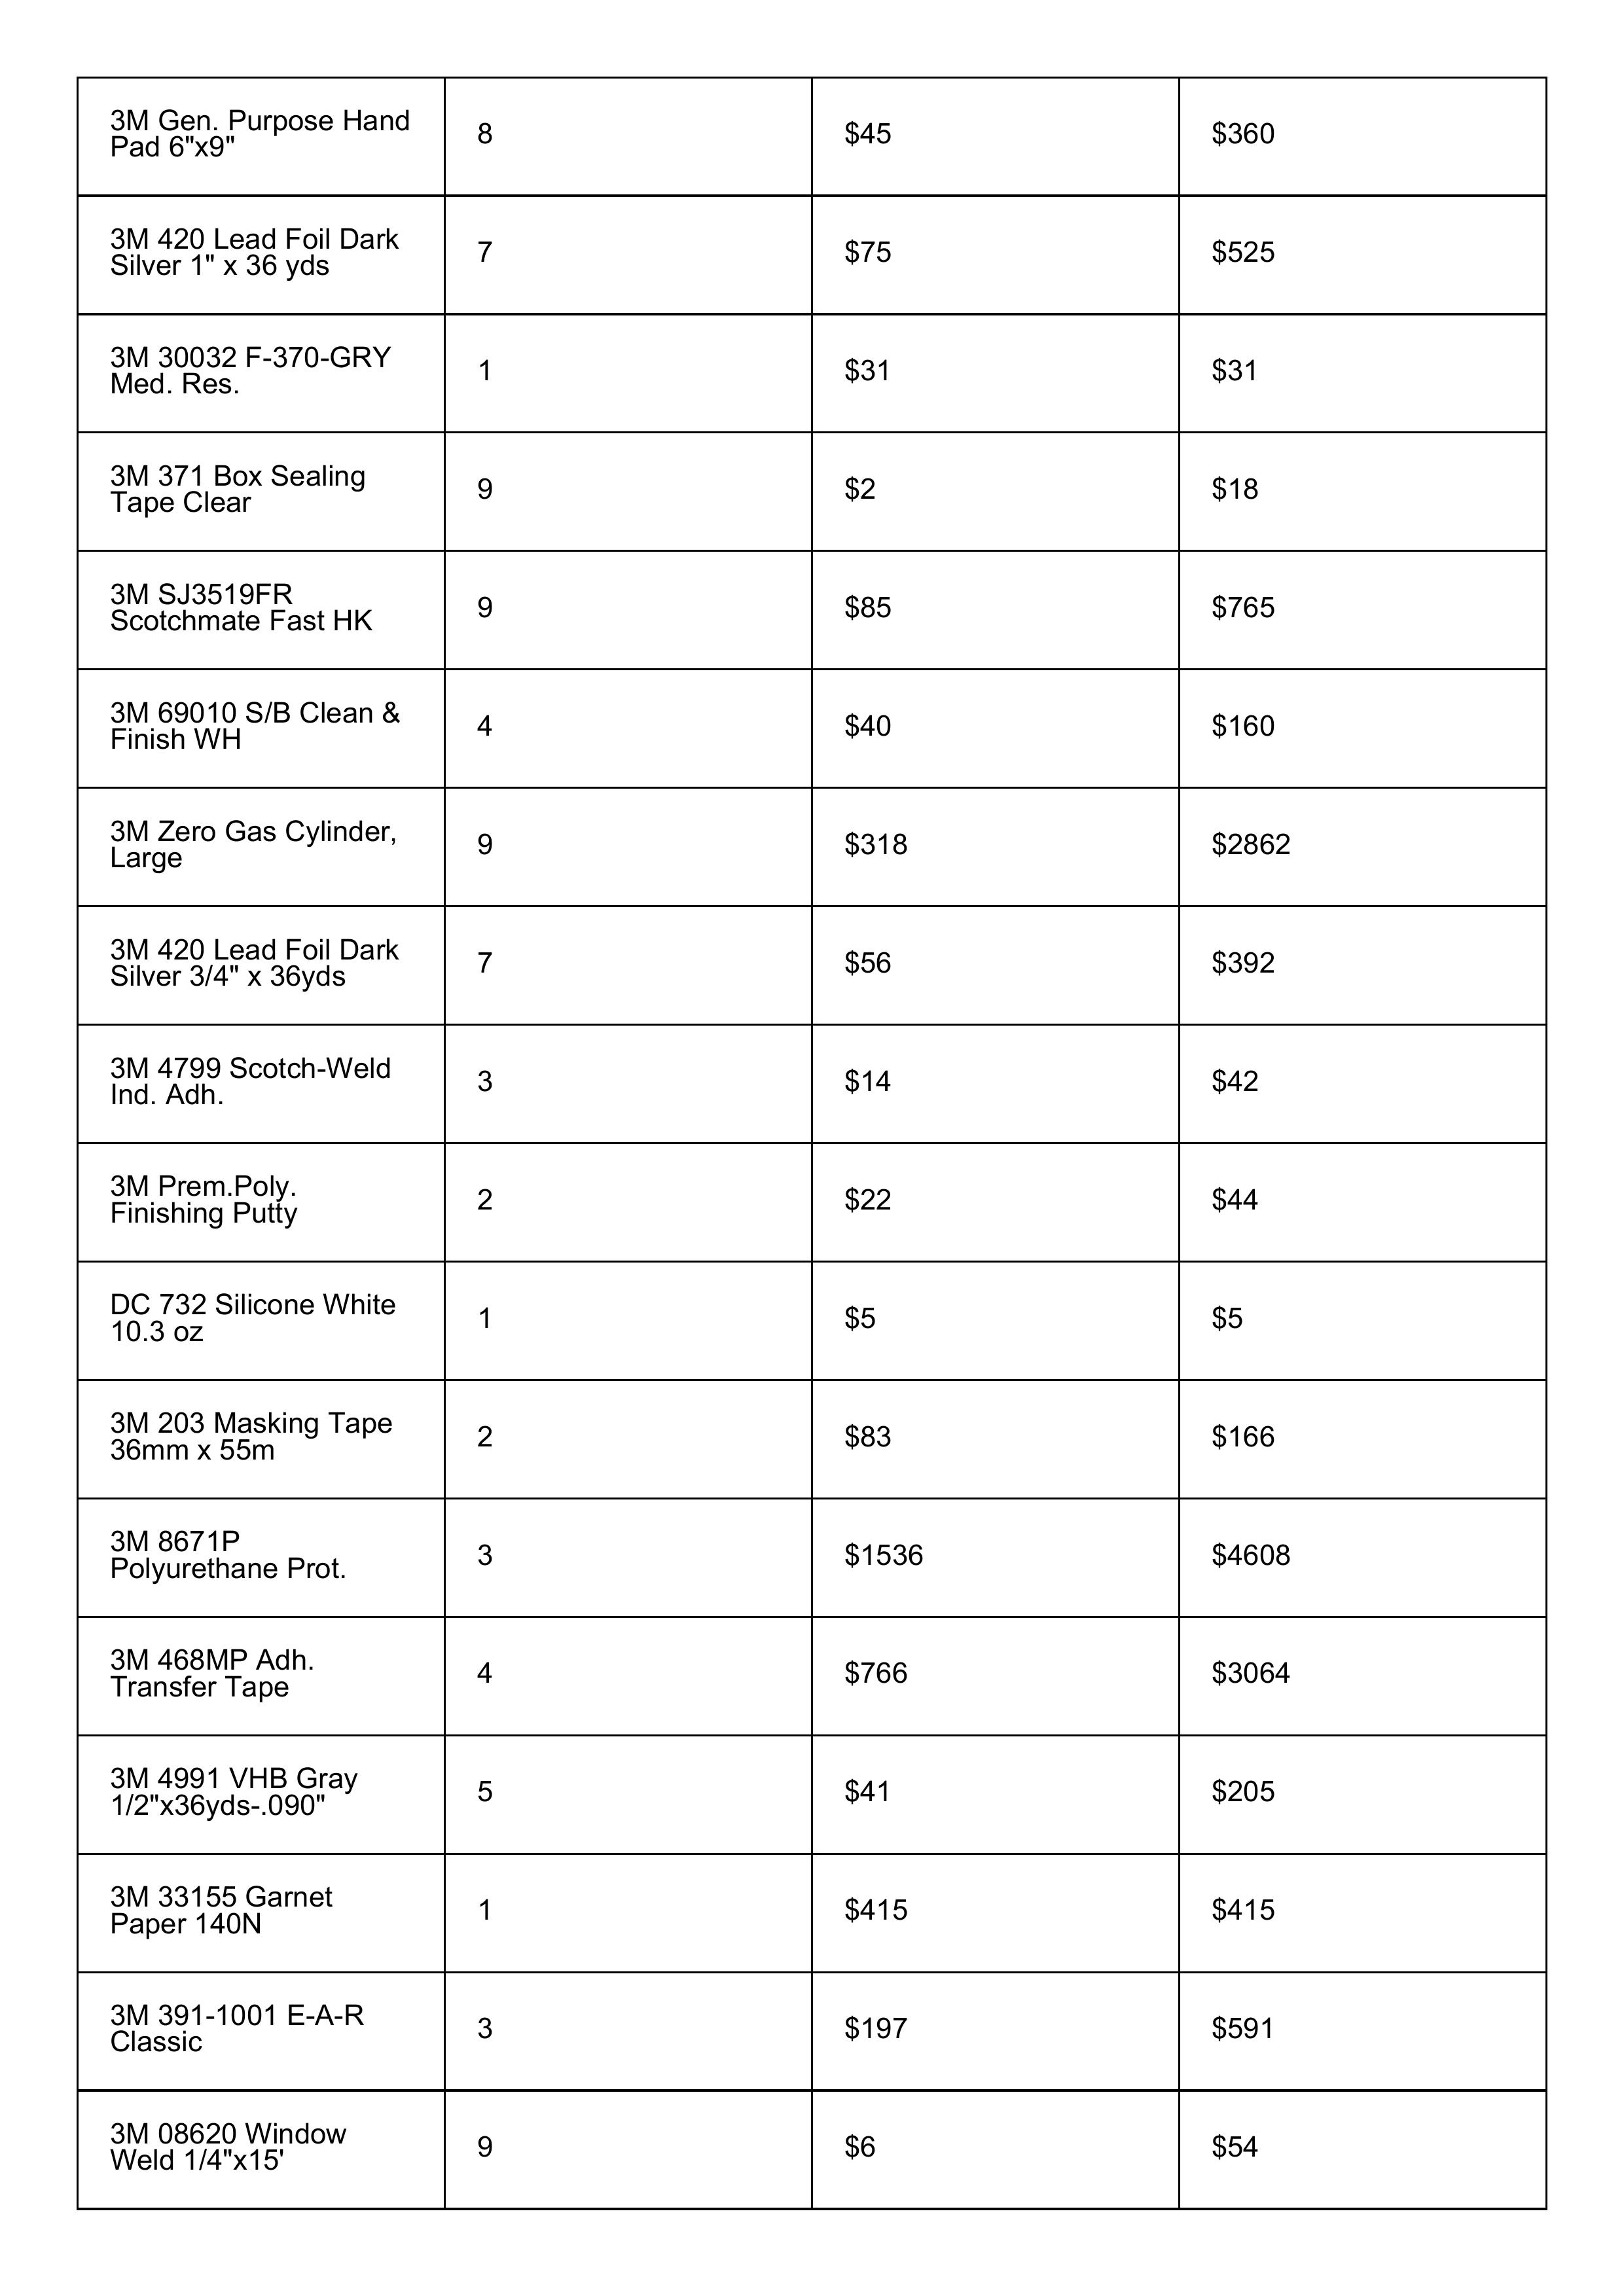 3M Gen. Purpose Hand
Pad 6"x9"
8
$45
$360
3M 420 Lead Foil Dark
Silver 1" x 36 yds
7
$75
$525
3M 30032 F-370-GRY
Med. Res.
1
$31
$31
3M 371 Box Sealing
Tape Clear
9
$2
$18
3M SJ3519FR
Scotchmate Fast HK
9
$85
$765
3M 69010 S/B Clean &
Finish WH
4
$40
$160
3M Zero Gas Cylinder,
Large
9
$318
$2862
3M 420 Lead Foil Dark
Silver 3/4" x 36yds
7
$56
$392
3M 4799 Scotch-Weld
Ind. Adh.
3
$14
$42
3M Prem.Poly.
Finishing Putty
2
$22
$44
DC 732 Silicone White
10.3 oz
1
$5
$5
3M 203 Masking Tape
36mm x 55m
2
$83
$166
3M 8671P
Polyurethane Prot.
3
$1536
$4608
3M 468MP Adh.
Transfer Tape
4
$766
$3064
3M 4991 VHB Gray
1/2"x36yds-.090"
5
$41
$205
3M 33155 Garnet
Paper 140N
1
$415
$415
3M 391-1001 E-A-R
Classic
3
$197
$591
3M 08620 Window
Weld 1/4"x15'
9
$6
$54